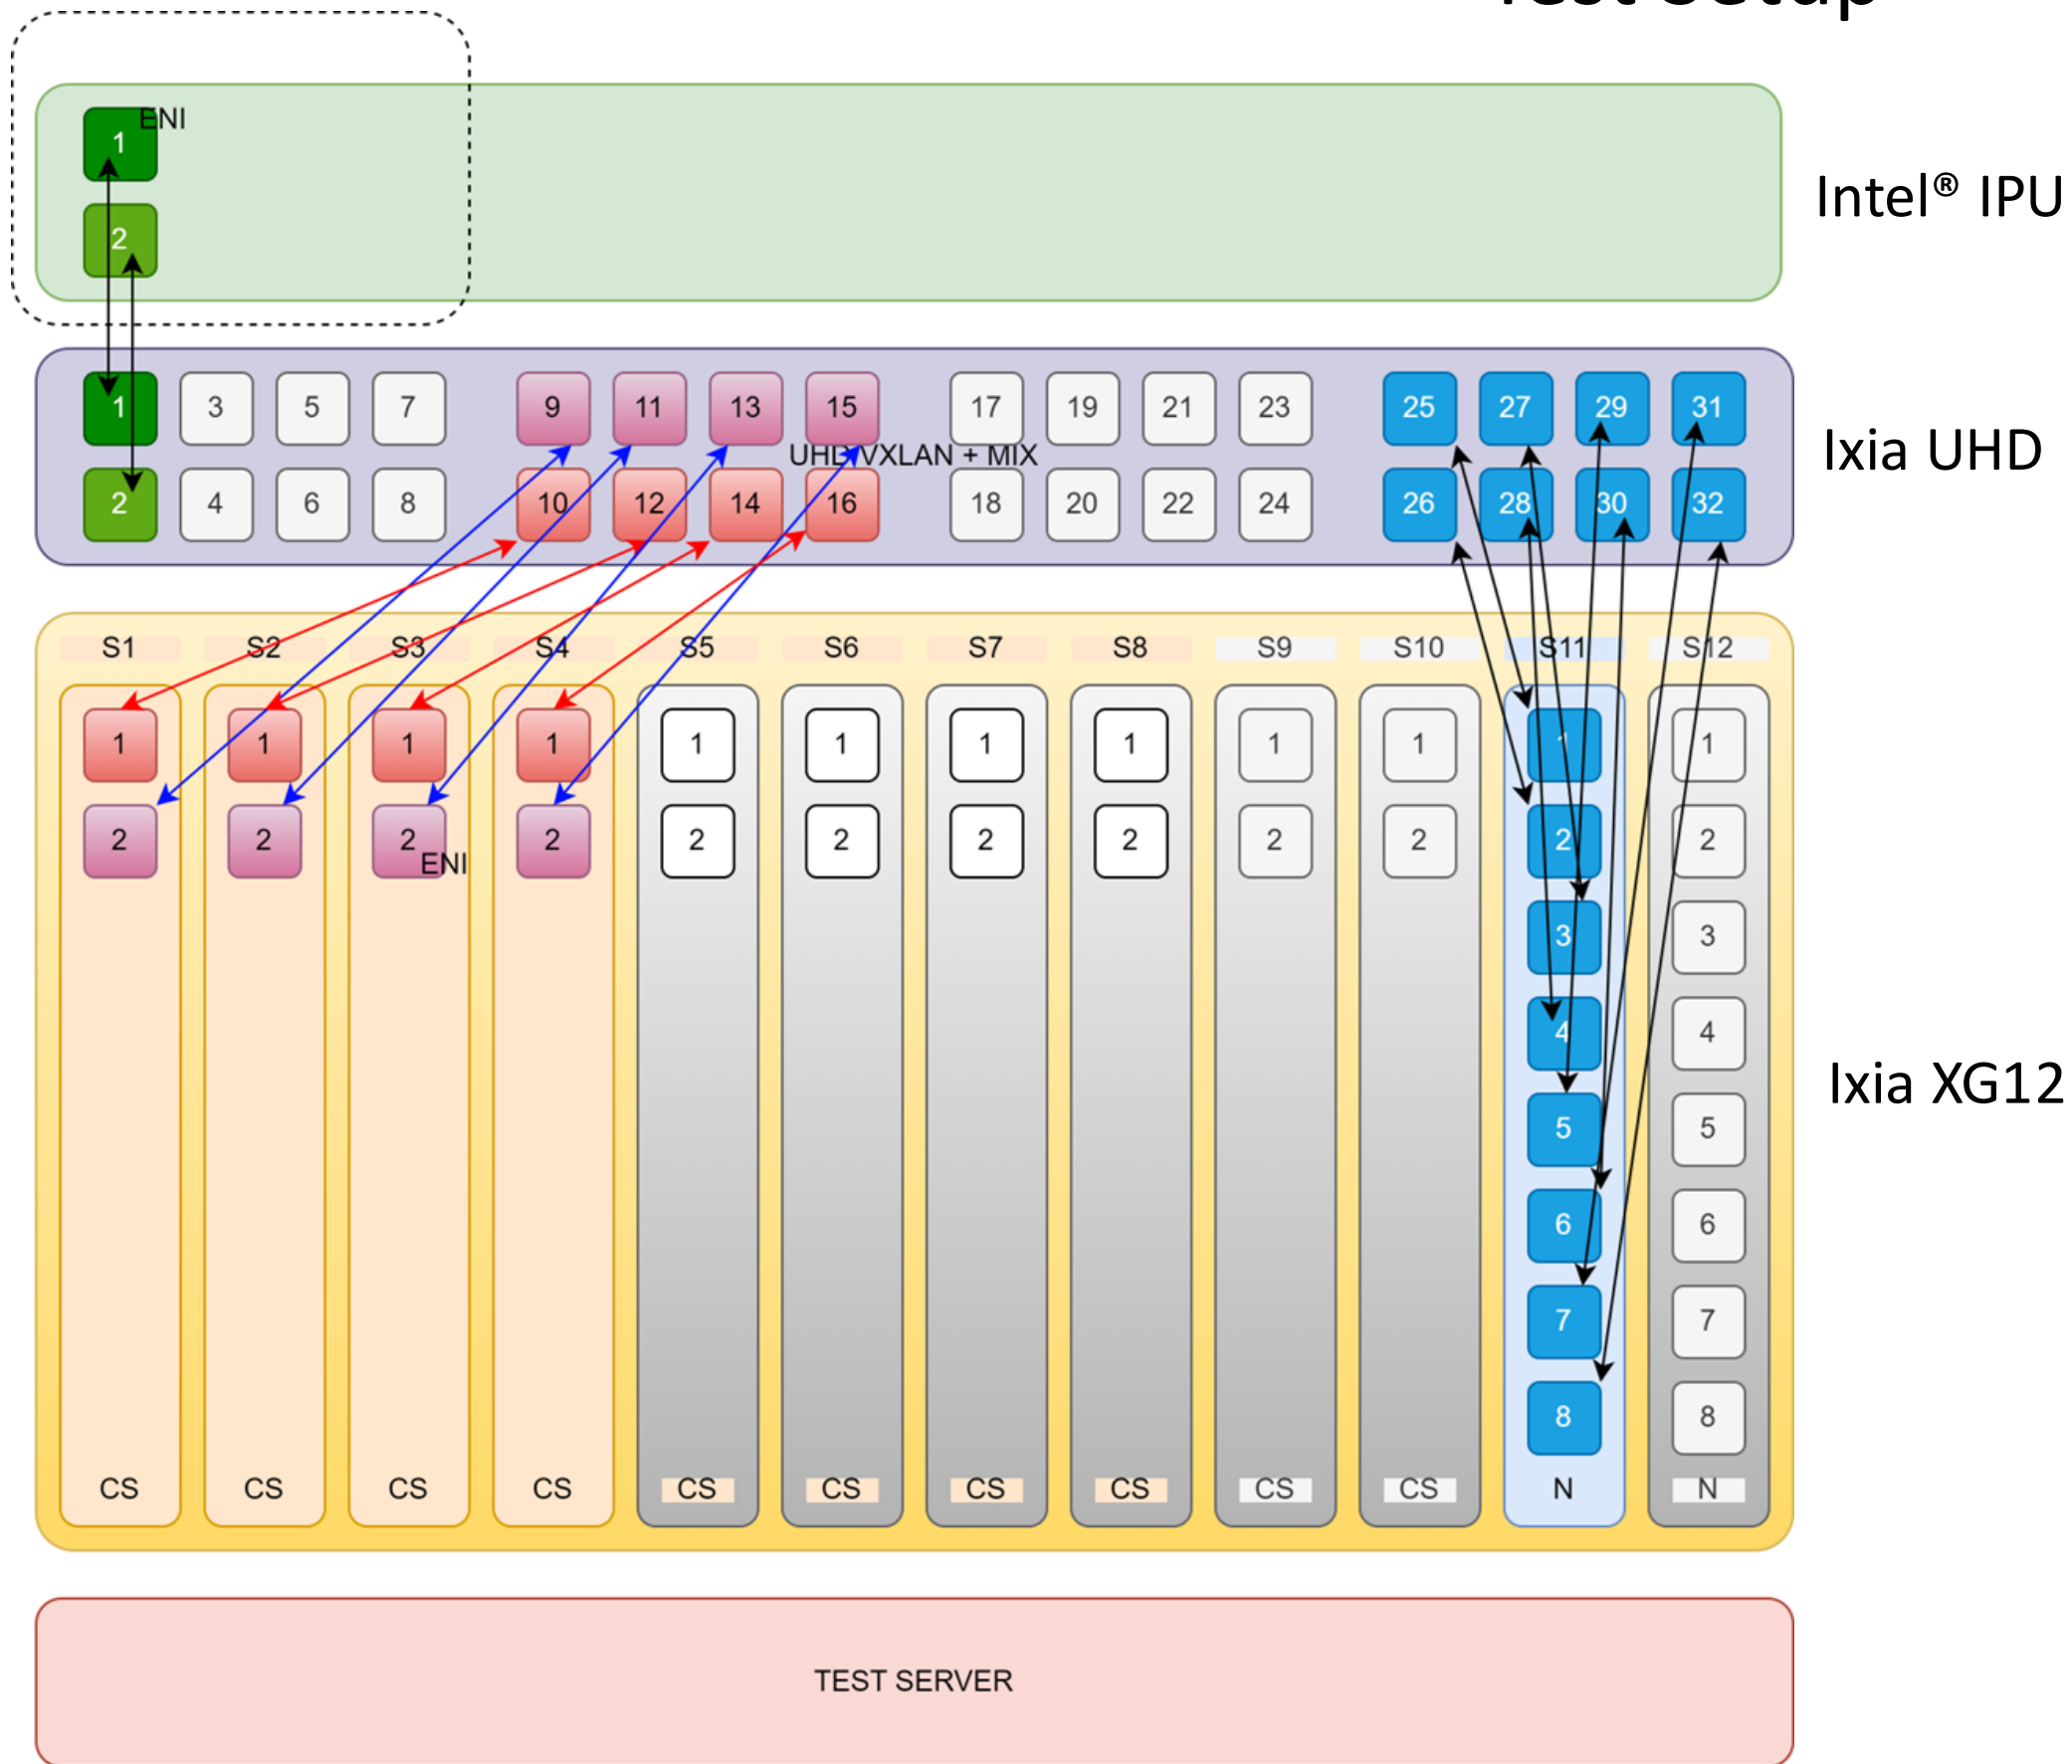 Test Setup
ENI
1
2
Intel® IPU
1 3 5 7 9 11 13 15 17 19 21 23 25 27 29 31
UHD VXLAN + MIX
2 4 6 8 10 12 14 16 18 20 22 24 26 28 30 32
Ixia UHD
S1 S2 S3 S4 S5 S6 S7 S8 S9 S10 S11 S12
1 1 1 1 1 1 1 1 1 1 1 1
2 2 2 2 2 2 2 2 2 2 2 2
ENI
3 3
4 4
Ixia XG12
5 5
6 6
7 7
8 8
CS CS CS CS CS CS CS CS CS CS N N
TEST SERVER